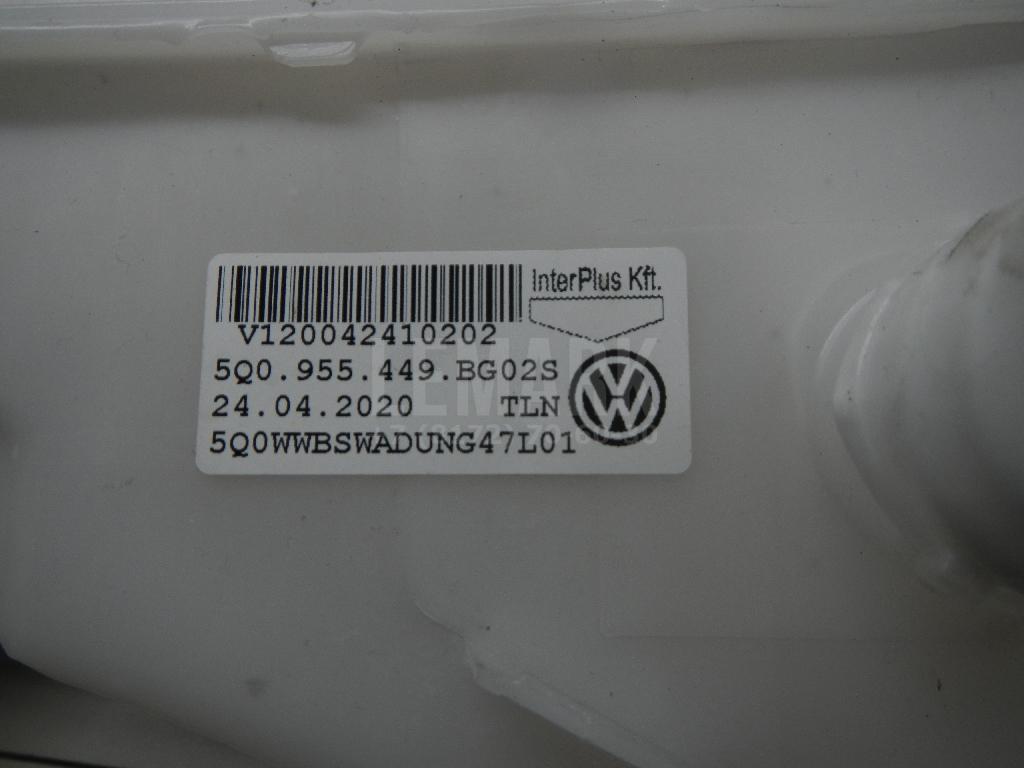 InterPlus Kft.
V120042410202
5Q0.955.449.BG02S
24.04.2020 TLN
5Q0WWBSWADUNG47L01